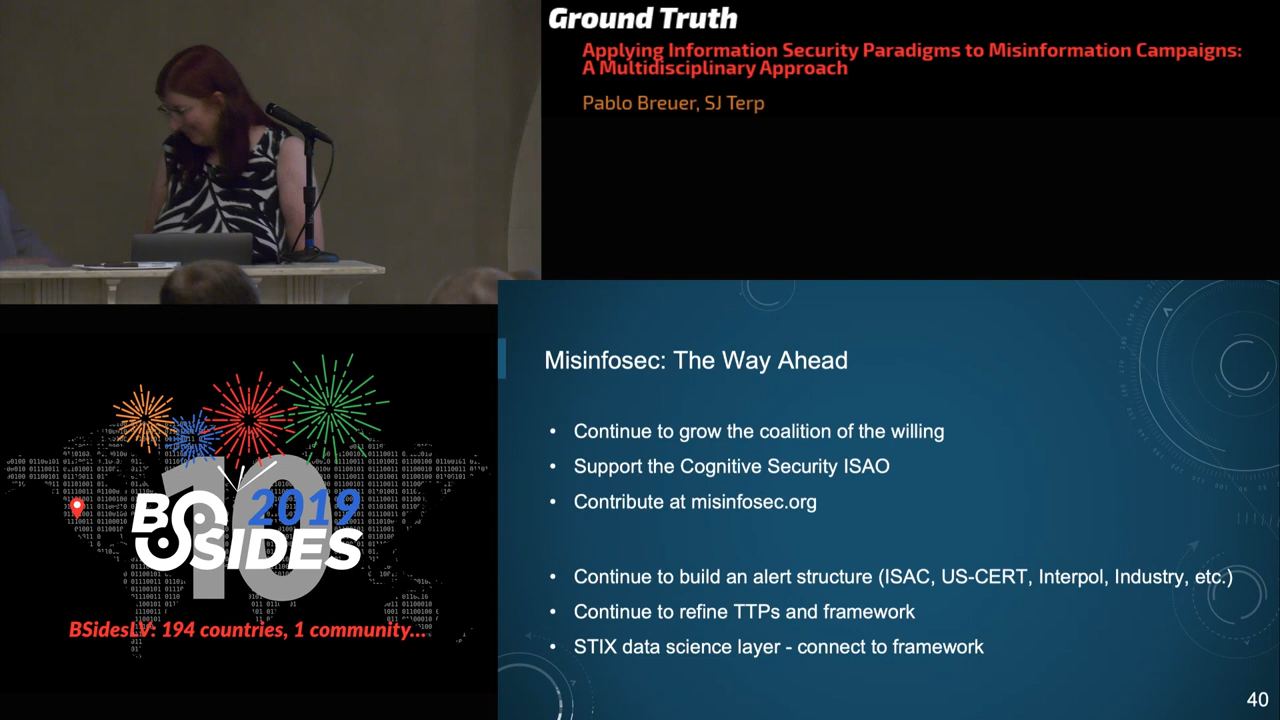 Ground Truth
Applying Information Security Paradigms to Misinformation Campaigns:
A Multidisciplinary Approach
Pablo Breuer, SJ Terp
Misinfosec: The Way Ahead
• Continue to grow the coalition of the willing
• Support the Cognitive Security ISAO
• Contribute at misinfosec.org
• Continue to build an alert structure (ISAC, US-CERT, Interpol, Industry, etc.)
• Continue to refine TTPs and framework
• STIX data science layer - connect to framework
40
10
2019
BSIDES
BSidesLV: 194 countries, 1 community...